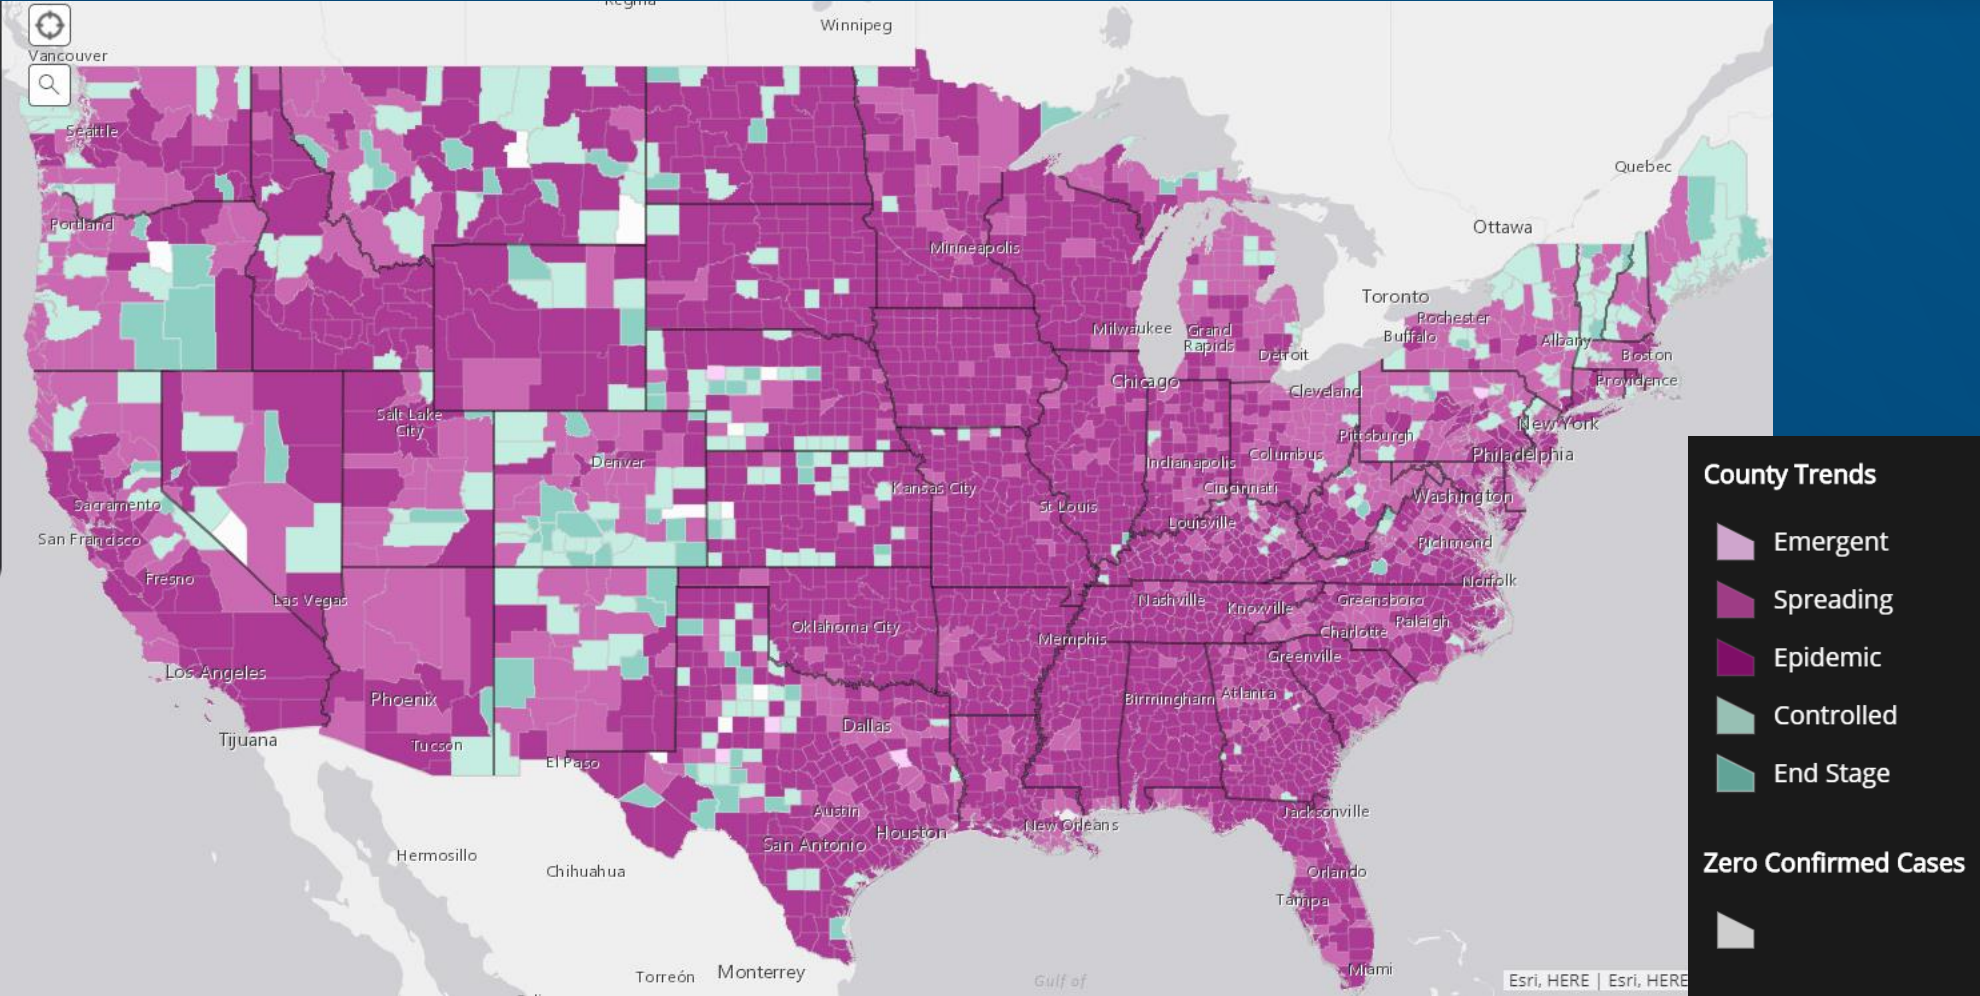 Regina
Winnipeg
Vancouver
Seattle
Quebec
Portland
Ottawa
Minneapolis
Toronto
Rochester
Milwaukee
Grand
Rapids
Buffalo
Albany
Detroit
Boston
Chicago
Cleveland
Providence
Salt Lake
City
New York
Pittsburgh
Denver
Indianapolis
Columbus
Philadelphia
Kansas City
Cincinnati
Washington
Sacramento
St Louis
Louisville
San Francisco
Richmond
Fresno
Norfolk
Las Vegas
Nashville
Knoxville
Greensboro
Oklahoma City
Raleigh
Memphis
Charlotte
Greenville
Los Angeles
Phoenix
Birmingham
Atlanta
Dallas
Tijuana
Tucson
El Paso
Austin
Jacksonville
Houston
New Orleans
San Antonio
Hermosillo
Chihuahua
Orlando
Tampa
Torreón
Monterrey
Miami
Gulf of
Esri, HERE | Esri, HERE
County Trends
Emergent
Spreading
Epidemic
Controlled
End Stage
Zero Confirmed Cases